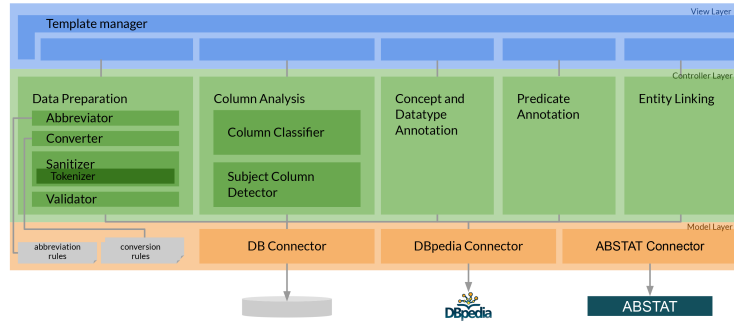 View Layer
Template manager
Controller Layer
Data Preparation
Abbreviator
Converter
Sanitizer
Tokenizer
Validator
Column Analysis
Column Classifier
Subject Column
Detector
Concept and
Datatype
Annotation
Predicate
Annotation
Entity Linking
Model Layer
abbreviation
rules
conversion
rules
DB Connector
DBpedia Connector
ABSTAT Connector
DBpedia
ABSTAT